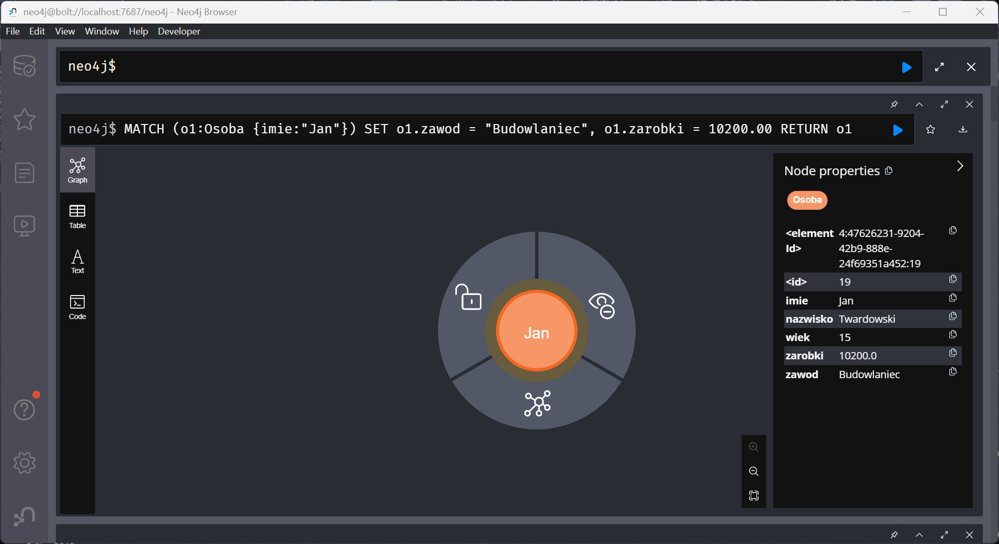 neo4j@bolt://localhost:7687/neo4j - Neo4j Browser
File Edit View Window Help Developer
neo4j$
neo4j$ MATCH (o1:Osoba {imie:"Jan"}) SET o1.zawod = "Budowlaniec", o1.zarobki = 10200.00 RETURN o1
Graph
Table
Text
Code
Jan
Node properties
Osoba
<element 4:47626231-9204-
Id> 42b9-888e-
24f69351a452:19
<id> 19
imie Jan
nazwisko Twardowski
wiek 15
zarobki 10200.0
zawod Budowlaniec